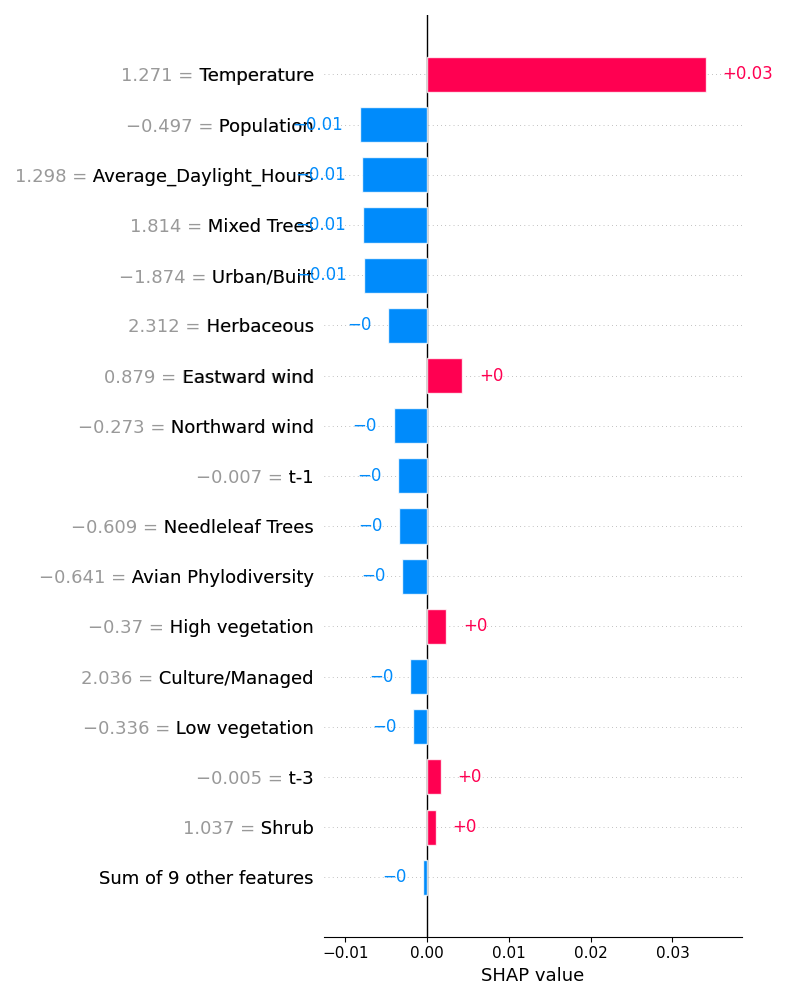 1.271 = Temperature +0.03
−0.497 = Population −0.01
1.298 = Average_Daylight_Hours −0.01
1.814 = Mixed Trees −0.01
−1.874 = Urban/Built −0.01
2.312 = Herbaceous −0
0.879 = Eastward wind +0
−0.273 = Northward wind −0
−0.007 = t-1 −0
−0.609 = Needleleaf Trees −0
−0.641 = Avian Phylodiversity −0
−0.37 = High vegetation +0
2.036 = Culture/Managed −0
−0.336 = Low vegetation −0
−0.005 = t-3 +0
1.037 = Shrub +0
Sum of 9 other features −0
−0.01 0.00 0.01 0.02 0.03
SHAP value